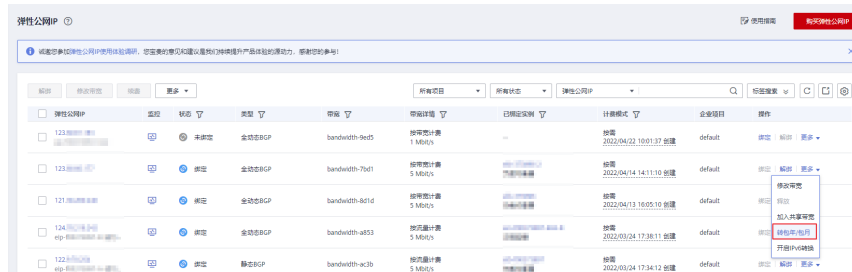 弹性公网IP
使用指南
购买弹性公网IP
诚邀您参加弹性公网IP使用体验调研，您宝贵的意见和建议是我们持续提升产品体验的源动力，感谢您的参与！
解绑 修改带宽 续费 更多 所有项目 所有状态 弹性公网IP 标签搜索
弹性公网IP 监控 状态 类型 带宽 带宽详情 已绑定实例 计费模式 企业项目 操作
123. 未绑定 全动态BGP bandwidth-9ed5 按带宽计费 -- 按需 default 绑定 解绑 更多
1 Mbit/s 2022/04/22 10:01:37 创建
123. 绑定 全动态BGP bandwidth-7bd1 按带宽计费 按需 default 绑定 解绑 更多
5 Mbit/s 2022/04/14 14:11:10 创建
修改带宽
121. 绑定 全动态BGP bandwidth-8d1d 按带宽计费 按需 default 绑定 释放
5 Mbit/s 2022/04/13 16:05:10 创建
加入共享带宽
124. 绑定 全动态BGP bandwidth-a853 按流量计费 按需 default 绑定 转包年/包月
eip- 5 Mbit/s 2022/03/24 17:38:11 创建
开启IPv6转换
122. 绑定 静态BGP bandwidth-ac3b 按流量计费 按需 default 绑定 解绑 更多
eip- 5 Mbit/s 2022/03/24 17:34:12 创建